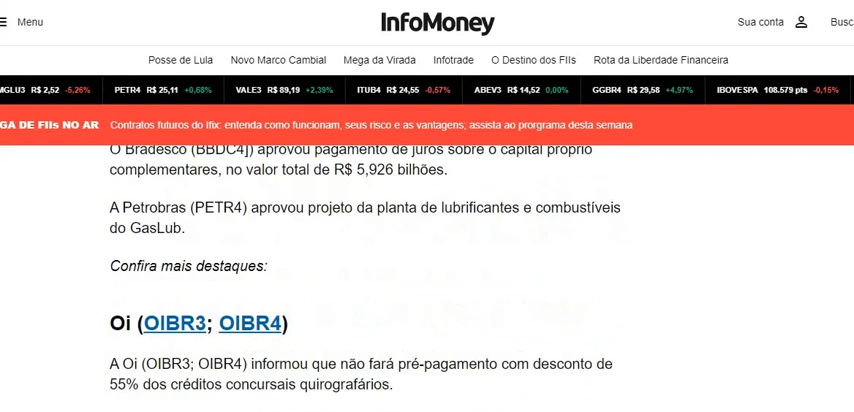 Menu
InfoMoney
Sua conta
Busc
Posse de Lula Novo Marco Cambial Mega da Virada Infotrade O Destino dos FIIs Rota da Liberdade Financeira
MGLU3 R$ 2,52 -5,26% PETR4 R$ 25,11 +0,68% VALE3 R$ 89,19 +2,39% ITUB4 R$ 24,55 -0,57% ABEV3 R$ 14,52 0,00% GGBR4 R$ 29,58 +4,97% IBOVESPA 108.579 pts -0,15%
GA DE FIIs NO AR Contratos futuros do Ifix: entenda como funcionam, seus risco e as vantagens; assista ao prorgrama desta semana
O Bradesco (BBDC4]) aprovou pagamento de juros sobre o capital próprio
complementares, no valor total de R$ 5,926 bilhões.
A Petrobras (PETR4) aprovou projeto da planta de lubrificantes e combustíveis
do GasLub.
Confira mais destaques:
Oi (OIBR3; OIBR4)
A Oi (OIBR3; OIBR4) informou que não fará pré-pagamento com desconto de
55% dos créditos concursais quirografários.